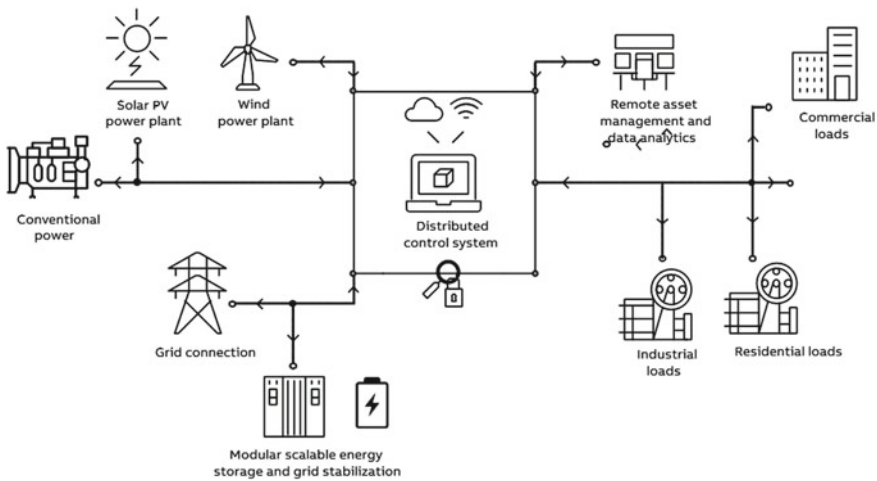 Solar PV
power plant
Wind
power plant
Remote asset
management and
data analytics
Commercial
loads
Conventional
power
Distributed
control system
Grid connection
Industrial
loads
Residential loads
Modular scalable energy
storage and grid stabilization